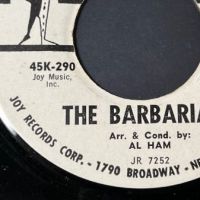 45K-290
Joy Music,
Inc.
THE BARBARIA
Arr. & Cond. by:
AL HAM
JR 7252
JOY RECORDS CORP. - 1790 BROADWAY - NE